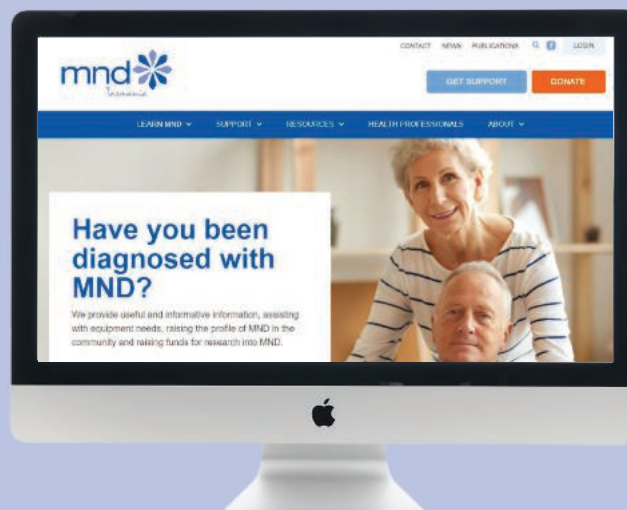 CONTACT NEWS PUBLICATIONS LOGIN
mnd
Tasmania
GET SUPPORT DONATE
LEARN MND SUPPORT RESOURCES HEALTH PROFESSIONALS ABOUT
Have you been
diagnosed with
MND?
We provide useful and informative information, assisting
with equipment needs, raising the profile of MND in the
community and raising funds for research into MND.